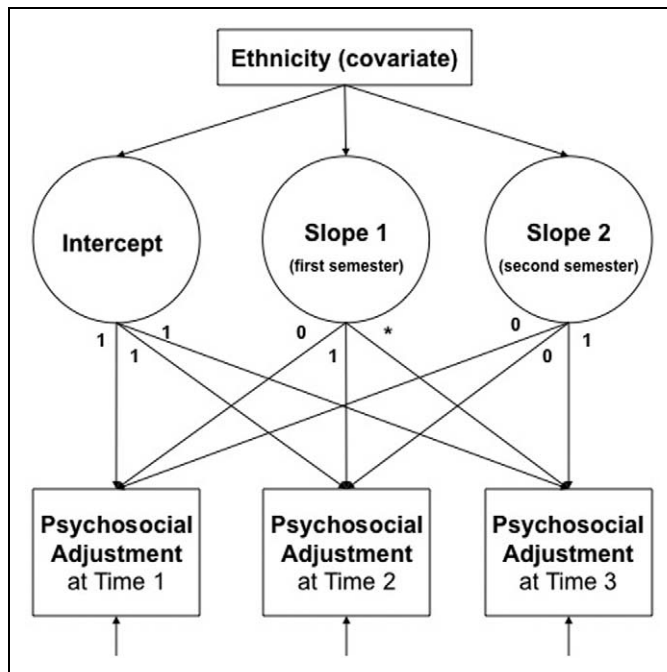 Ethnicity (covariate)
Intercept
Slope 1
(first semester)
Slope 2
(second semester)
1 1 0 * 0 1
1 1 0
Psychosocial
Adjustment
at Time 1
Psychosocial
Adjustment
at Time 2
Psychosocial
Adjustment
at Time 3